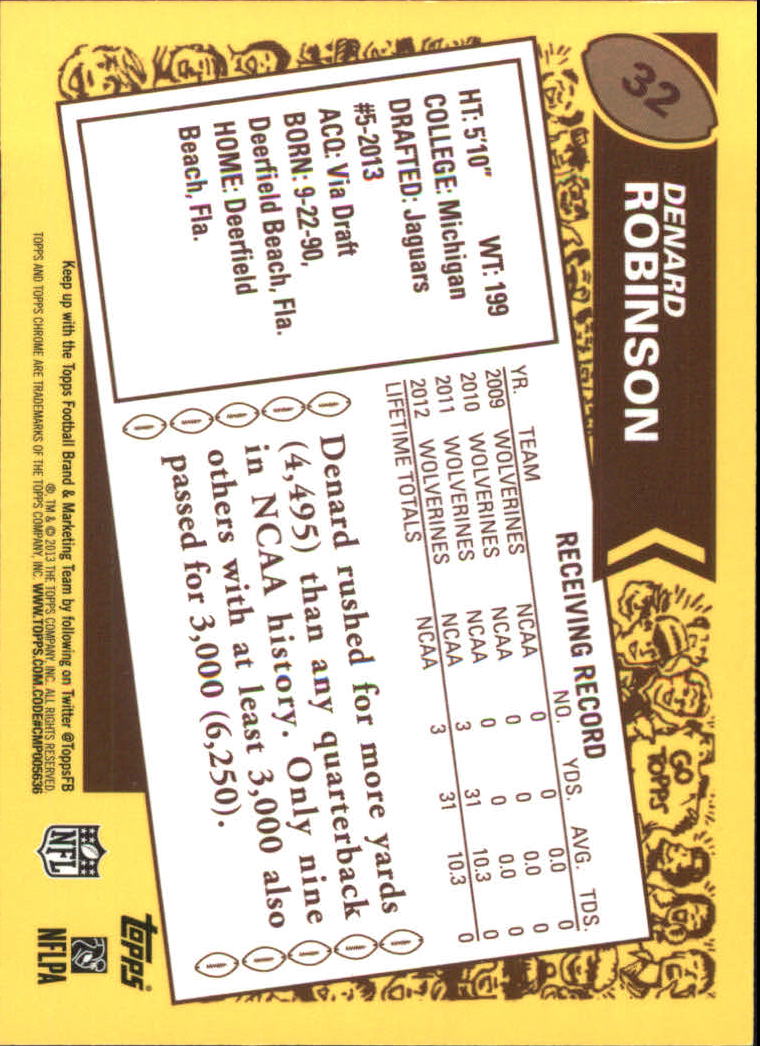 32
DENARD
ROBINSON
HT: 5'10" WT: 199
COLLEGE: Michigan
DRAFTED: Jaguars
#5-2013
ACQ: Via Draft
BORN: 9-22-90,
Deerfield Beach, Fla.
HOME: Deerfield
Beach, Fla.
RECEIVING RECORD
YR. TEAM NO. YDS. AVG. TDS.
2009 WOLVERINES NCAA 0 0 0.0 0
2010 WOLVERINES NCAA 0 0 0.0 0
2011 WOLVERINES NCAA 0 0 0.0 0
2012 WOLVERINES NCAA 3 31 10.3 0
LIFETIME TOTALS NCAA 3 31 10.3 0
Denard rushed for more yards
(4,495) than any quarterback
in NCAA history. Only nine
others with at least 3,000 also
passed for 3,000 (6,250).
GO
TOPPS
Keep up with the Topps Football Brand & Marketing Team by following on Twitter @ToppsFB
®, TM & © 2013 THE TOPPS COMPANY, INC. ALL RIGHTS RESERVED.
TOPPS AND TOPPS CHROME ARE TRADEMARKS OF THE TOPPS COMPANY, INC. WWW.TOPPS.COM. CODE#CMP005636
NFL
topps®
NFLPA